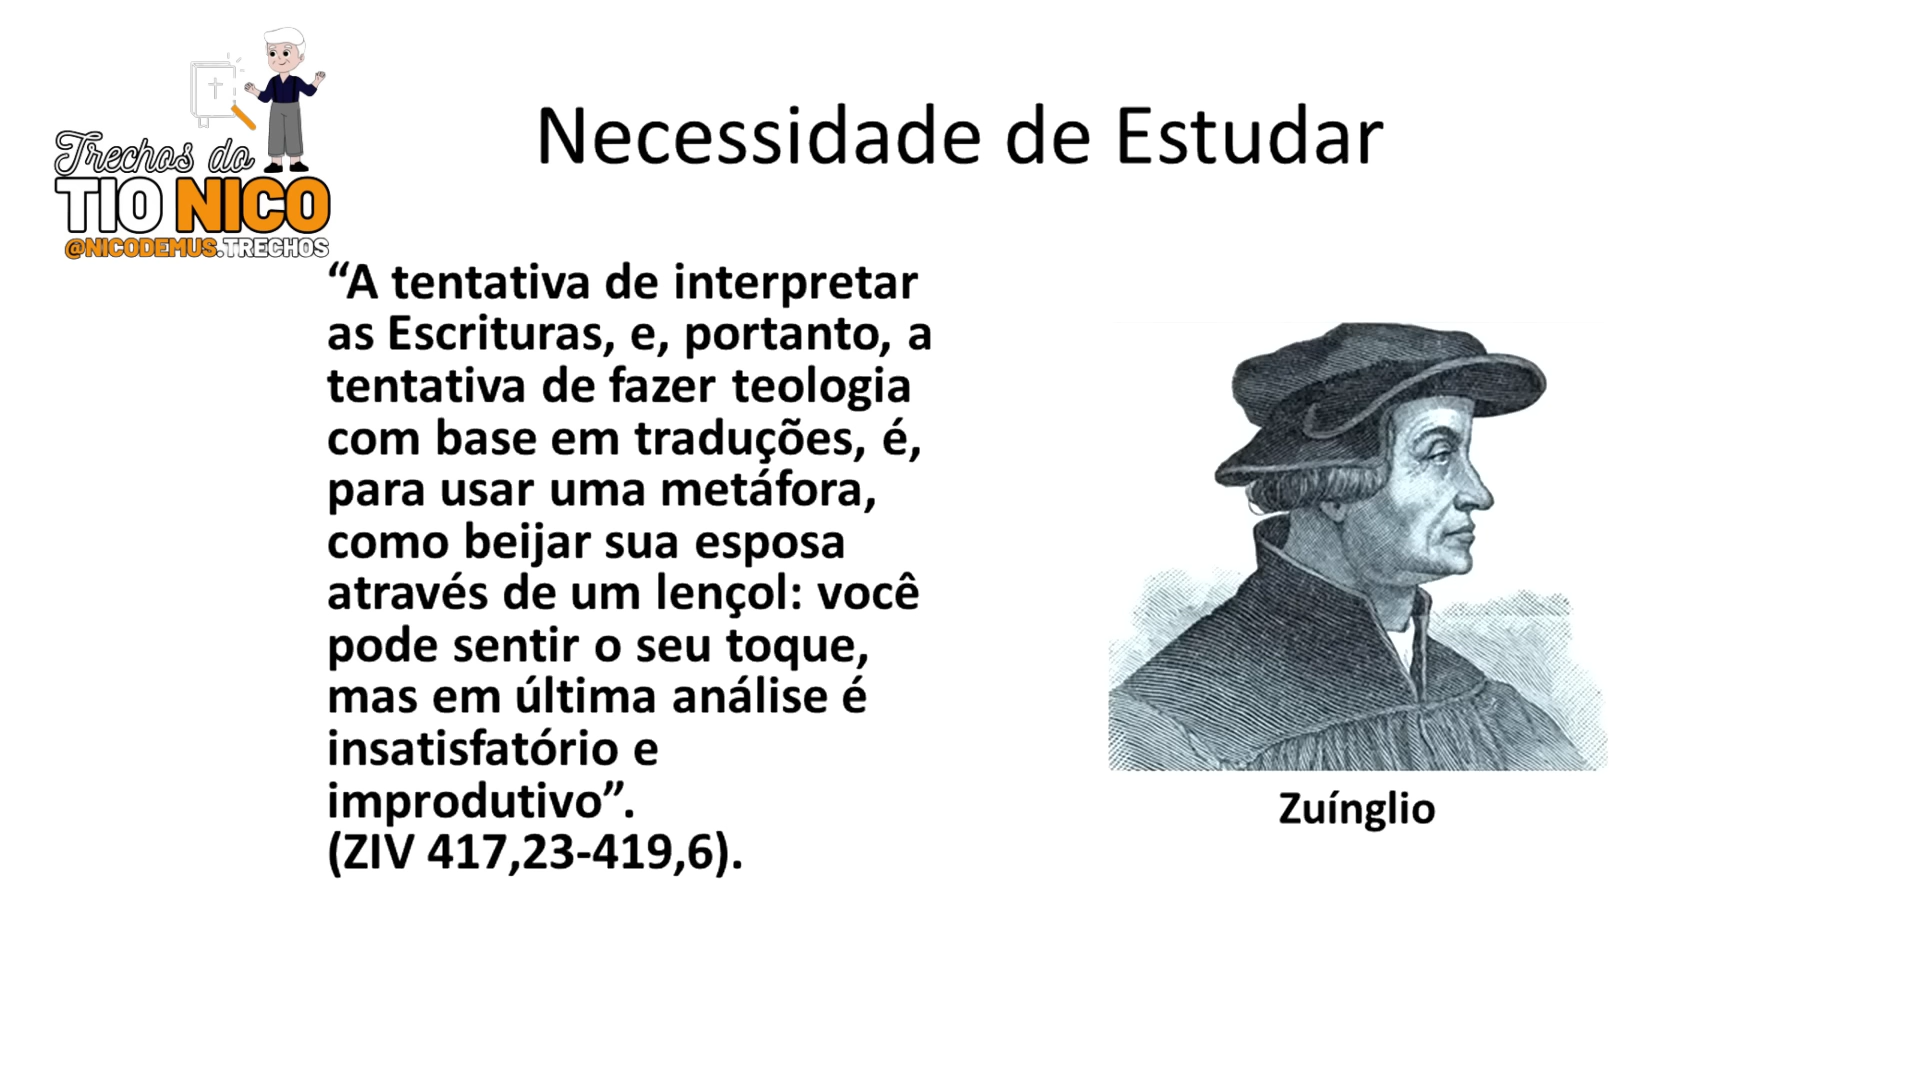 Trechos do
TIO NICO
@NICODEMUS.TRECHOS
Necessidade de Estudar
“A tentativa de interpretar
as Escrituras, e, portanto, a
tentativa de fazer teologia
com base em traduções, é,
para usar uma metáfora,
como beijar sua esposa
através de um lençol: você
pode sentir o seu toque,
mas em última análise é
insatisfatório e
improdutivo”.
(ZIV 417,23-419,6).
Zuínglio